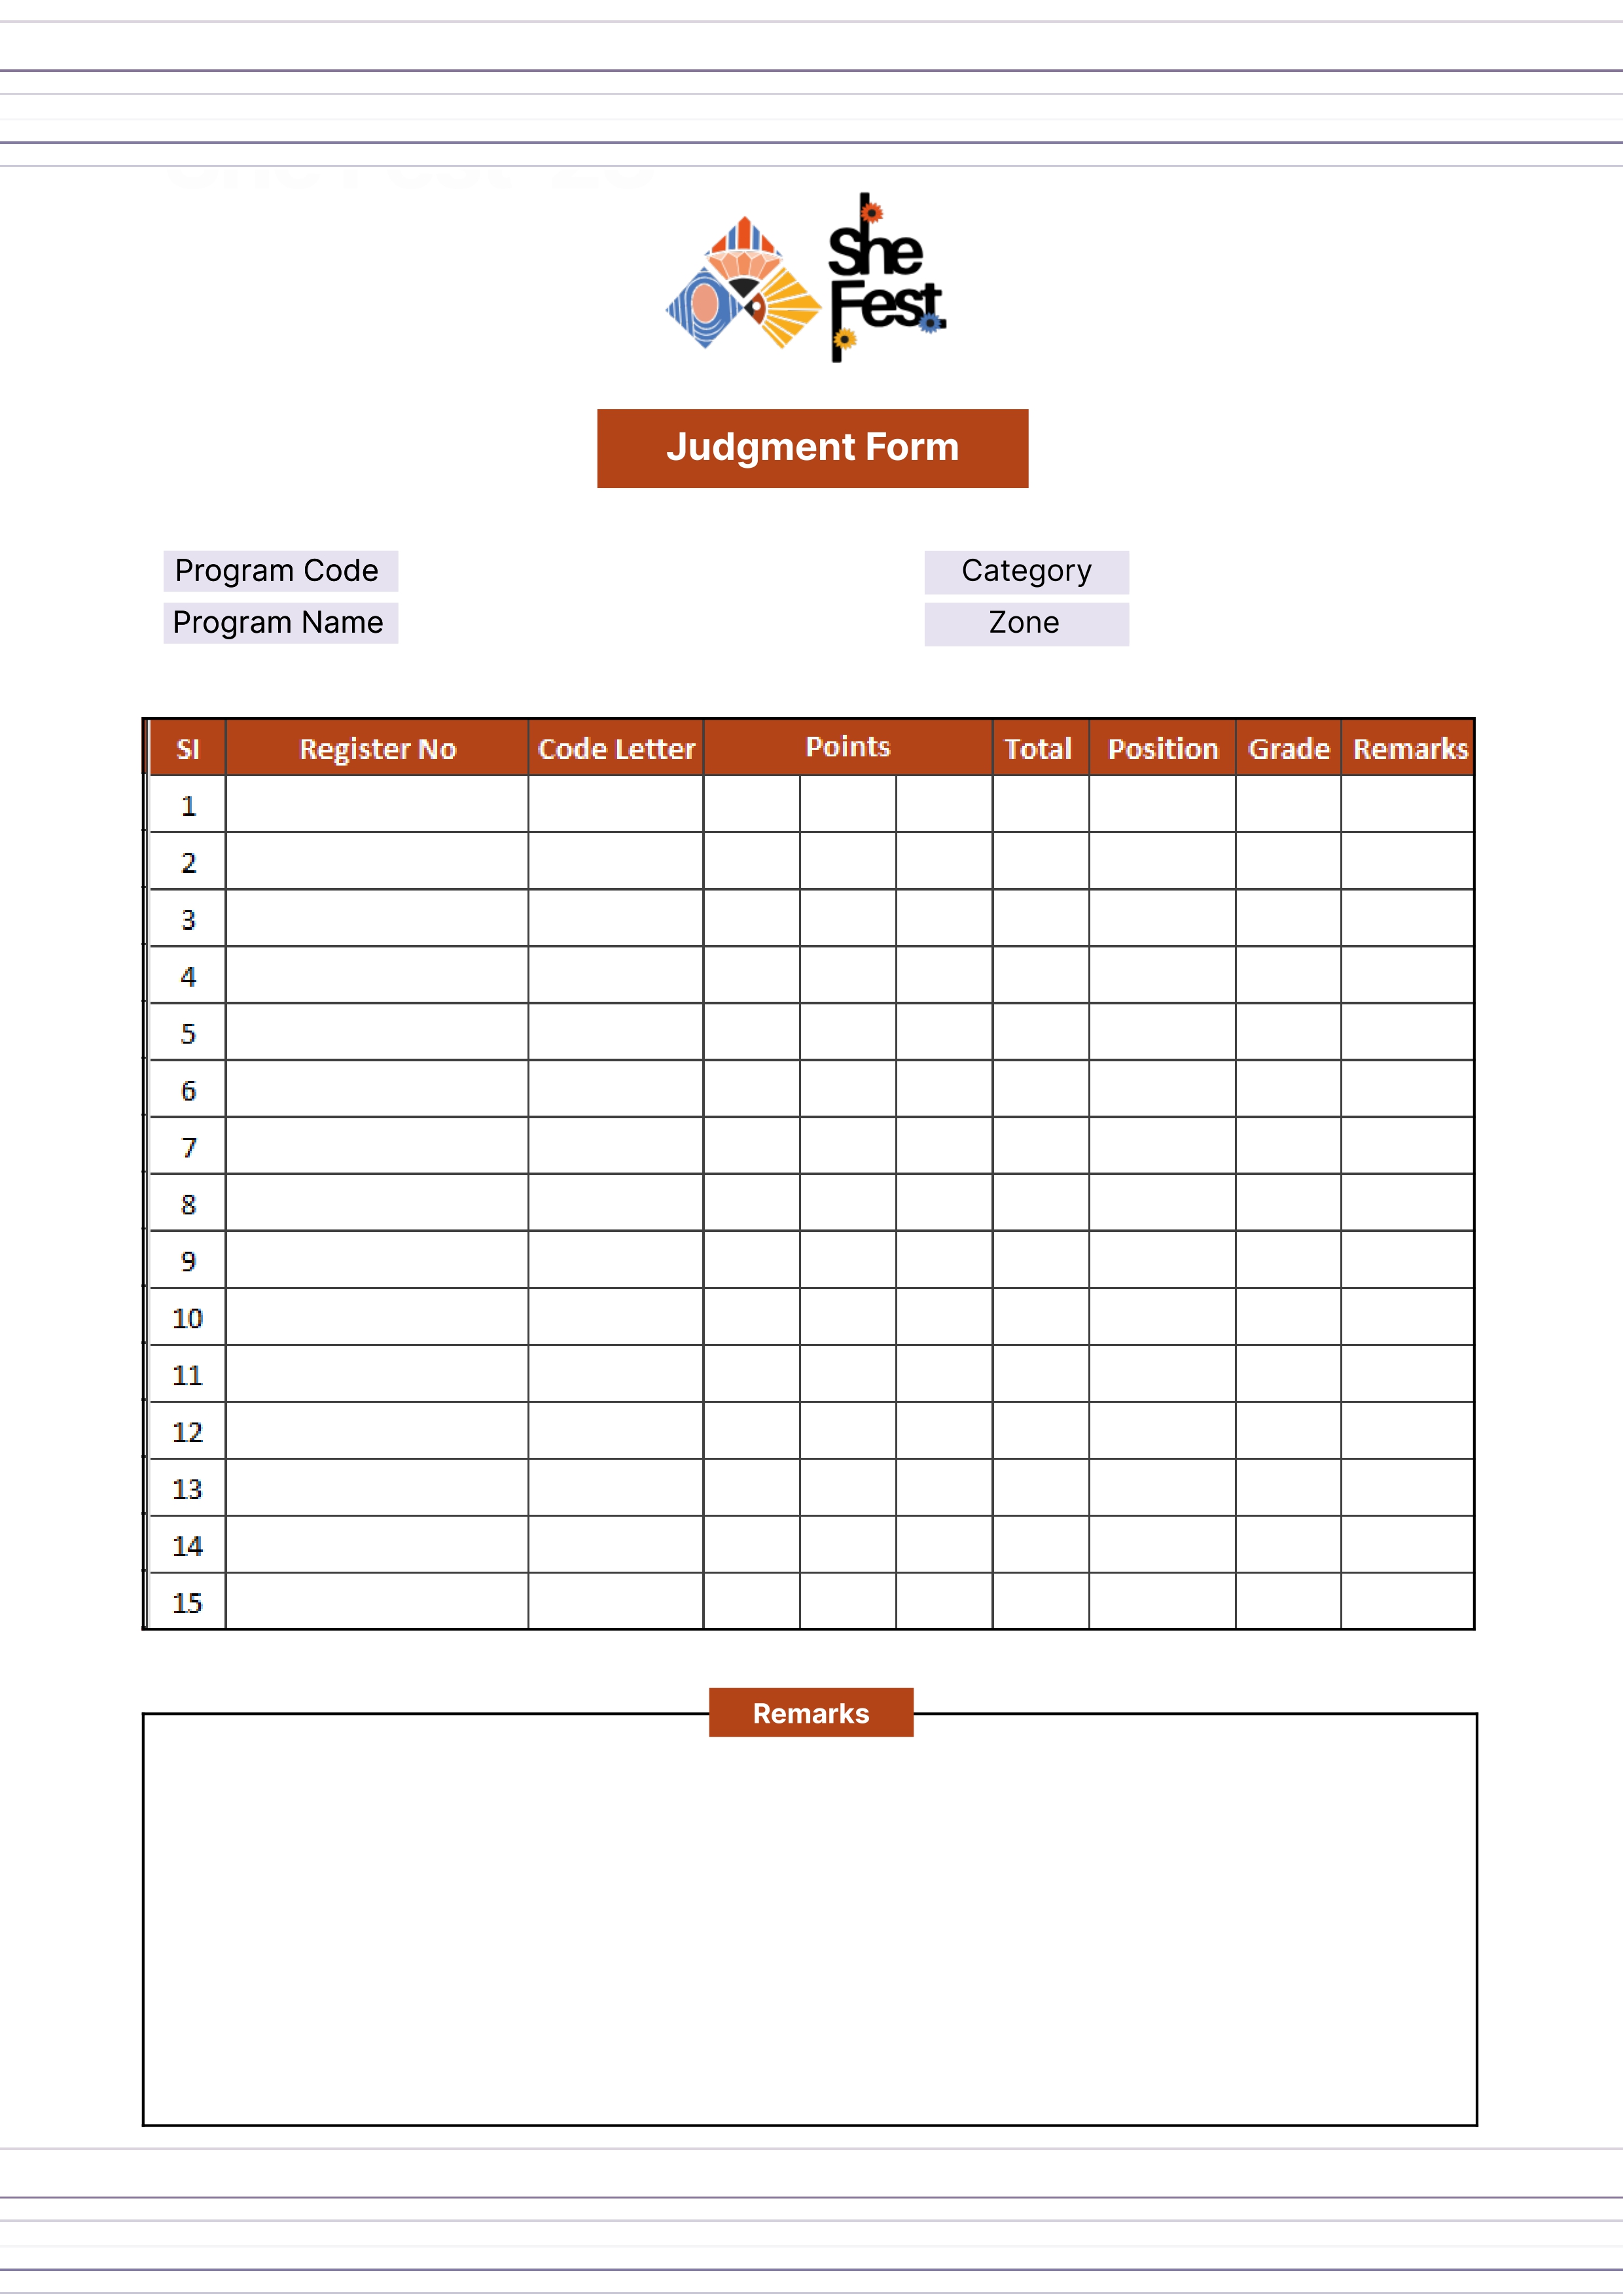 She
Fest
Judgment Form
Program Code
Category
Program Name
Zone
SI Register No Code Letter Points Total Position Grade Remarks
1
2
3
4
5
6
7
8
9
10
11
12
13
14
15
Remarks